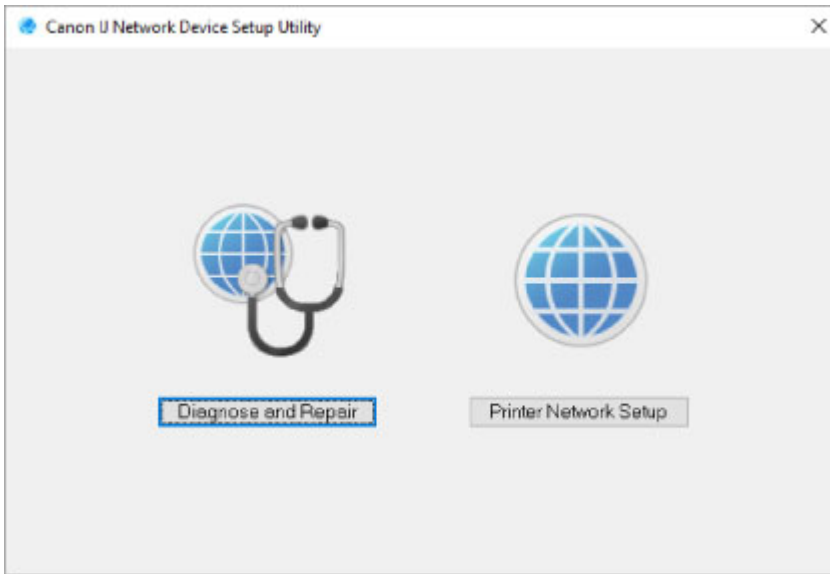 Canon IJ Network Device Setup Utility
Diagnose and Repair
Printer Network Setup